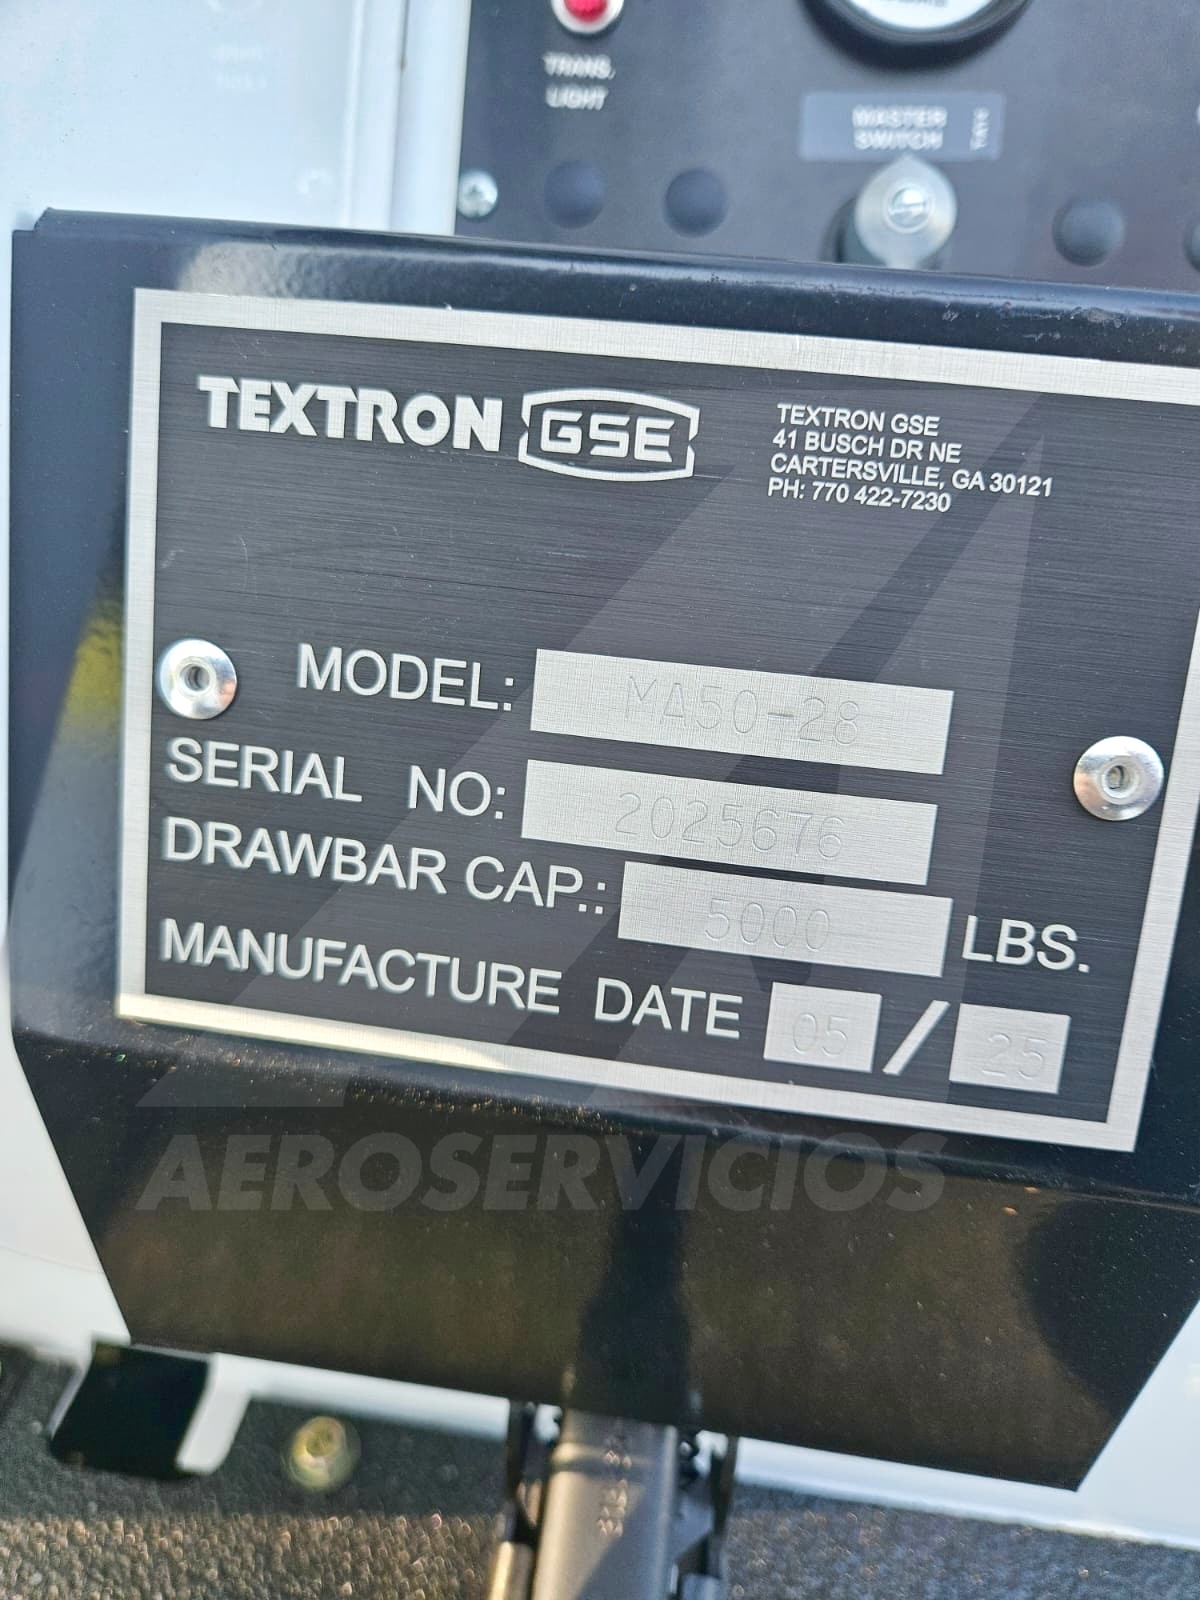 TRANS.
LIGHT
MASTER
SWITCH
TEXTRON GSE
TEXTRON GSE
41 BUSCH DR NE
CARTERSVILLE, GA 30121
PH: 770 422-7230
MODEL: MA50-28
SERIAL NO: 2025676
DRAWBAR CAP.: 5000 LBS.
MANUFACTURE DATE 05 / 25
AEROSERVICIOS